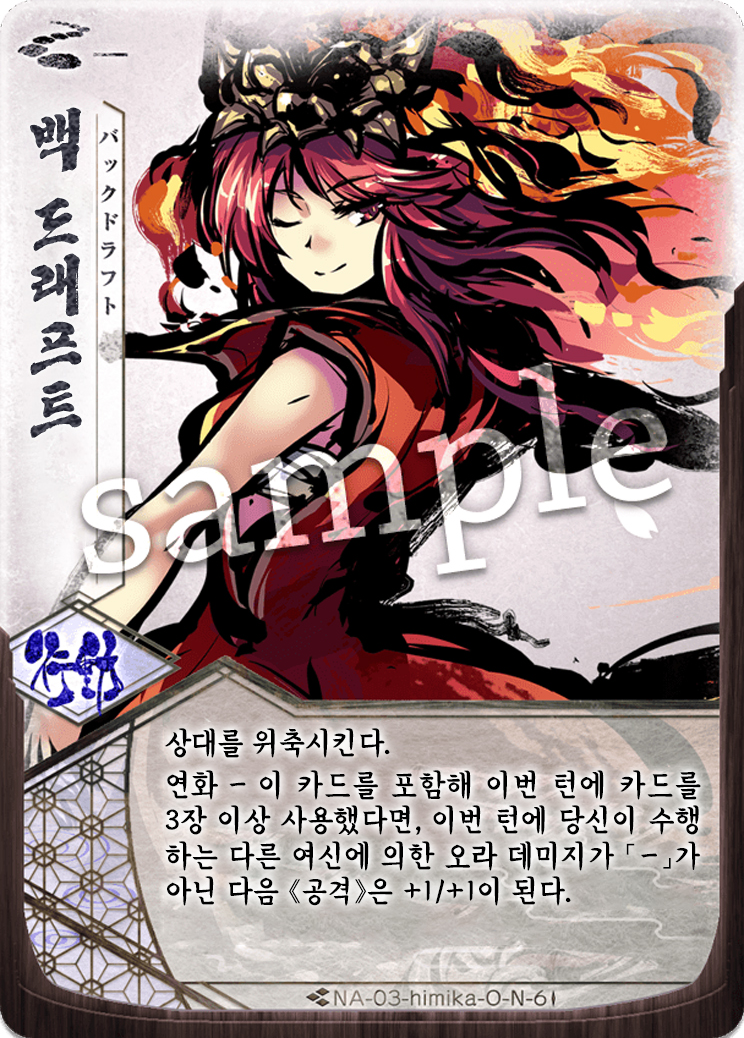 백 드래프트
バックドラフト
sample
行動
상대를 위축시킨다.
연화 - 이 카드를 포함해 이번 턴에 카드를
3장 이상 사용했다면, 이번 턴에 당신이 수행
하는 다른 여신에 의한 오라 데미지가 「-」가
아닌 다음 《공격》은 +1/+1이 된다.
NA-03-himika-O-N-6